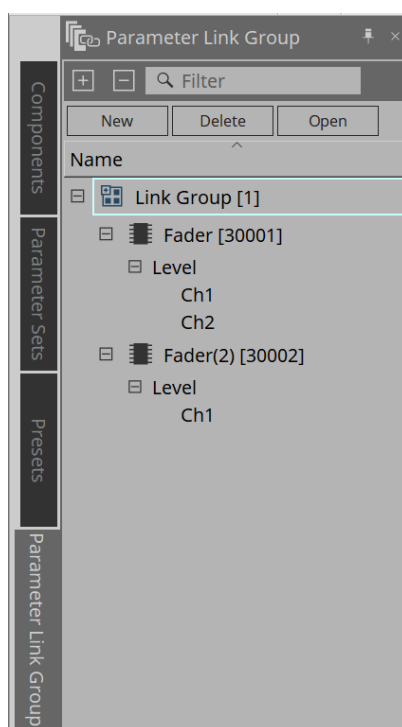 Parameter Link Group
Filter
New Delete Open
Name
Link Group [1]
Fader [30001]
Level
Ch1
Ch2
Fader(2) [30002]
Level
Ch1
Components
Parameter Sets
Presets
Parameter Link Group